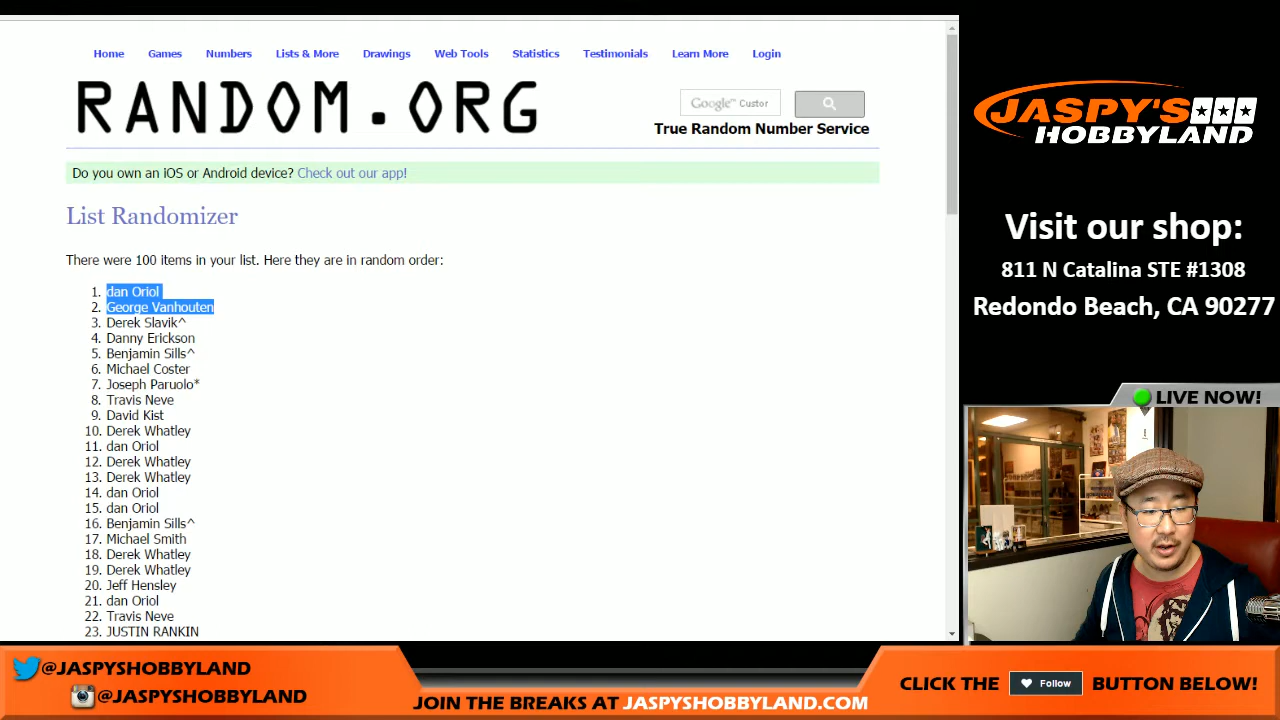 Home Games Numbers Lists & More Drawings Web Tools Statistics Testimonials Learn More Login
RANDOM.ORG
Google™ Custor
True Random Number Service
Do you own an iOS or Android device? Check out our app!
List Randomizer
There were 100 items in your list. Here they are in random order:
1. dan Oriol
2. George Vanhouten
3. Derek Slavik^
4. Danny Erickson
5. Benjamin Sills^
6. Michael Coster
7. Joseph Paruolo*
8. Travis Neve
9. David Kist
10. Derek Whatley
11. dan Oriol
12. Derek Whatley
13. Derek Whatley
14. dan Oriol
15. dan Oriol
16. Benjamin Sills^
17. Michael Smith
18. Derek Whatley
19. Derek Whatley
20. Jeff Hensley
21. dan Oriol
22. Travis Neve
23. JUSTIN RANKIN
JASPY'S
HOBBYLAND
Visit our shop:
811 N Catalina STE #1308
Redondo Beach, CA 90277
LIVE NOW!
@JASPYSHOBBYLAND
@JASPYSHOBBYLAND
JOIN THE BREAKS AT JASPYSHOBBYLAND.COM
CLICK THE Follow BUTTON BELOW!